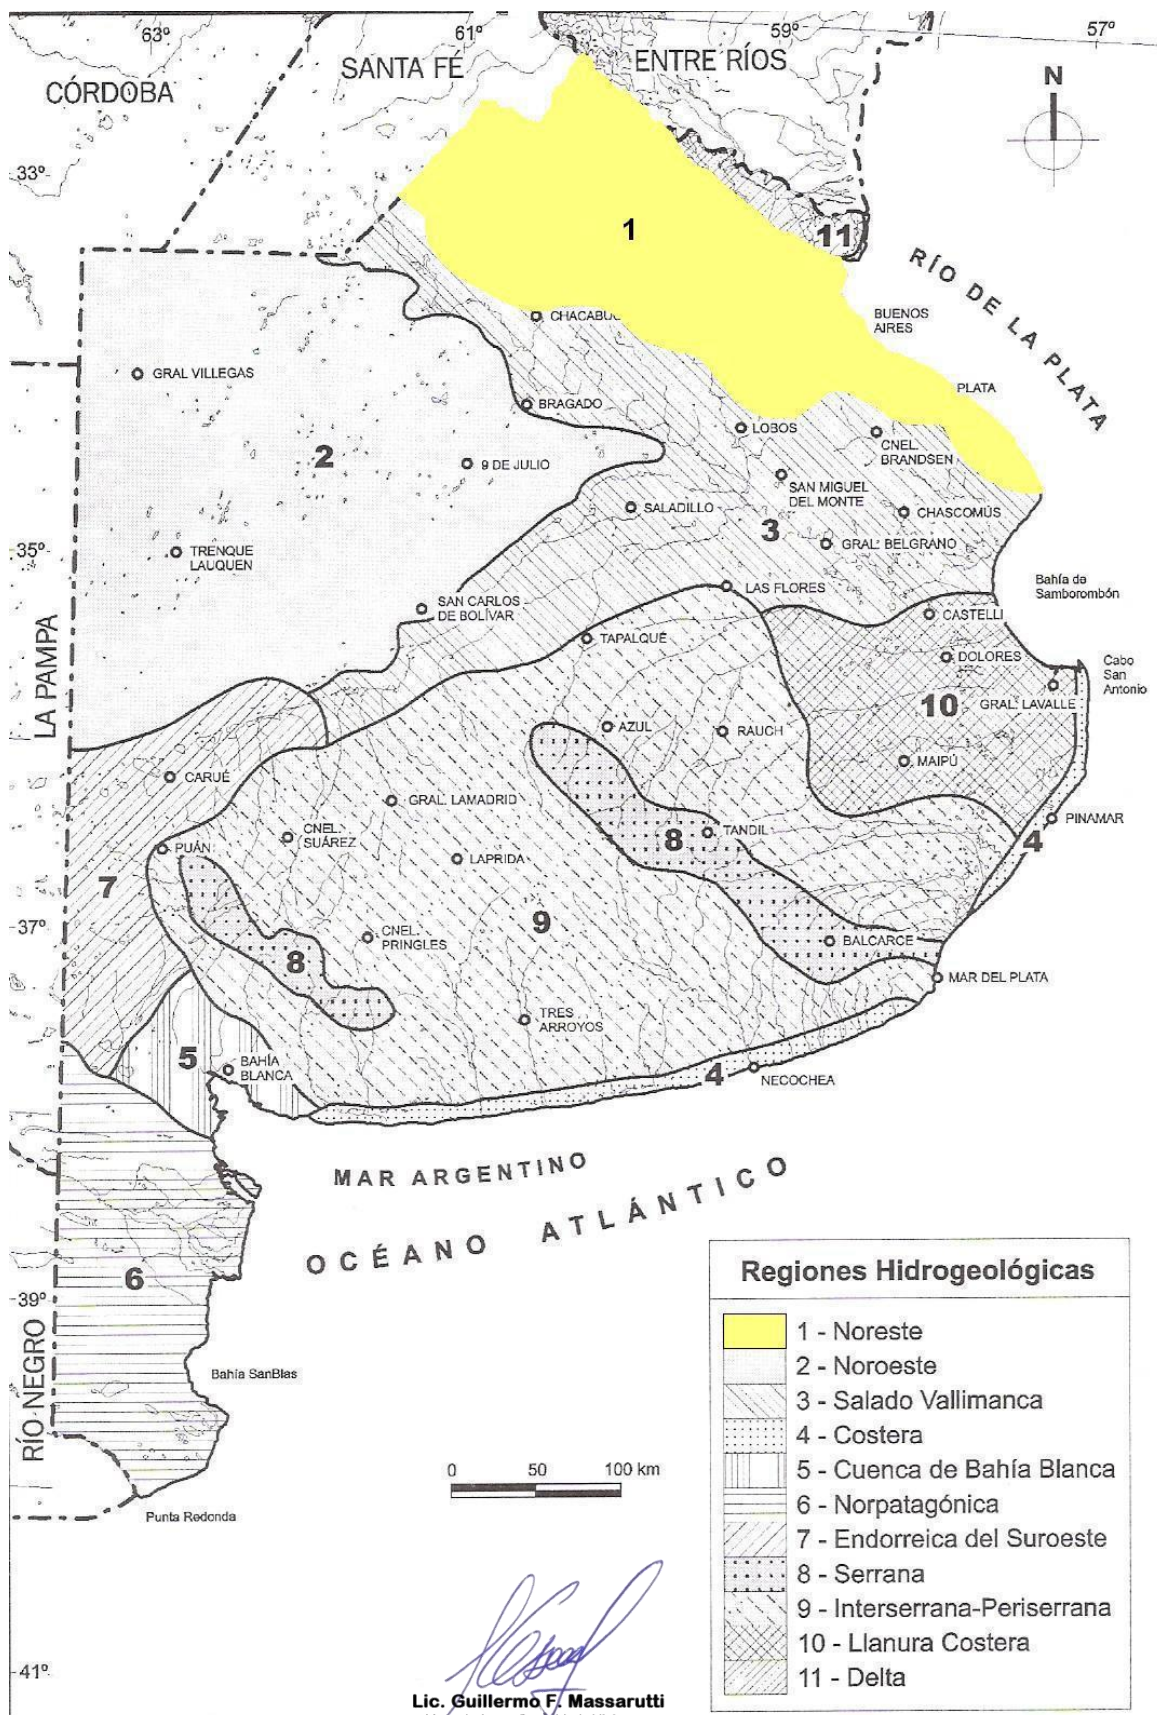 63º
61º
59º
57º
CÓRDOBA
SANTA FÉ
ENTRE RÍOS
N
33º
1
11
RÍO DE LA PLATA
CHACABUC
BUENOS
AIRES
GRAL VILLEGAS
PLATA
BRAGADO
LOBOS
CNEL.
BRANDSEN
2
9 DE JULIO
SAN MIGUEL
DEL MONTE
SALADILLO
CHASCOMÚS
3
GRAL. BELGRANO
35º
TRENQUE
LAUQUEN
LAS FLORES
Bahía de
Samborombón
SAN CARLOS
DE BOLÍVAR
CASTELLI
TAPALQUÉ
DOLORES
Cabo
San
Antonio
LA PAMPA
GRAL. LAVALLE
10
AZUL
RAUCH
MAIPÚ
CARUÉ
GRAL. LAMADRID
PINAMAR
CNEL.
SUÁREZ
TANDIL
8
4
PUÁN
LAPRIDA
7
37º
9
CNEL.
PRINGLES
BALCARCE
8
MAR DEL PLATA
TRES
ARROYOS
5
BAHÍA
BLANCA
4
NECOCHEA
MAR ARGENTINO
OCÉANO ATLÁNTICO
6
39º
RÍO NEGRO
Bahía SanBlas
0 50 100 km
Punta Redonda
41º
Regiones Hidrogeológicas
1 - Noreste
2 - Noroeste
3 - Salado Vallimanca
4 - Costera
5 - Cuenca de Bahía Blanca
6 - Norpatagónica
7 - Endorreica del Suroeste
8 - Serrana
9 - Interserrana-Periserrana
10 - Llanura Costera
11 - Delta
Lic. Guillermo F. Massarutti